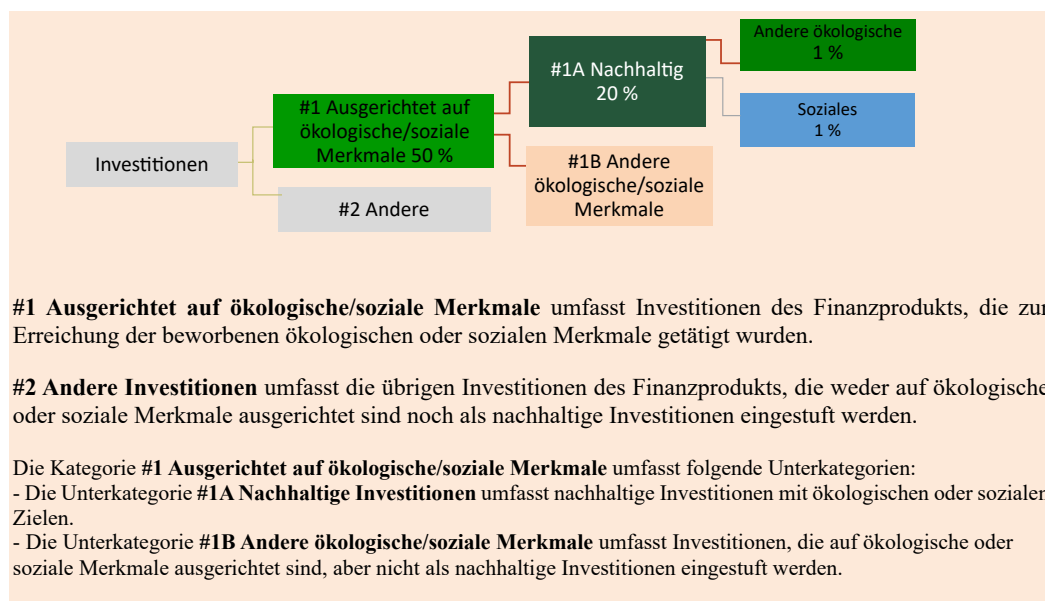 Andere ökologische
1 %
#1A Nachhaltig
20 %
#1 Ausgerichtet auf
ökologische/soziale
Merkmale 50 %
Soziales
1 %
Investitionen
#1B Andere
ökologische/soziale
Merkmale
#2 Andere
#1 Ausgerichtet auf ökologische/soziale Merkmale umfasst Investitionen des Finanzprodukts, die zur
Erreichung der beworbenen ökologischen oder sozialen Merkmale getätigt wurden.
#2 Andere Investitionen umfasst die übrigen Investitionen des Finanzprodukts, die weder auf ökologische
oder soziale Merkmale ausgerichtet sind noch als nachhaltige Investitionen eingestuft werden.
Die Kategorie #1 Ausgerichtet auf ökologische/soziale Merkmale umfasst folgende Unterkategorien:
- Die Unterkategorie #1A Nachhaltige Investitionen umfasst nachhaltige Investitionen mit ökologischen oder sozialen
Zielen.
- Die Unterkategorie #1B Andere ökologische/soziale Merkmale umfasst Investitionen, die auf ökologische oder
soziale Merkmale ausgerichtet sind, aber nicht als nachhaltige Investitionen eingestuft werden.